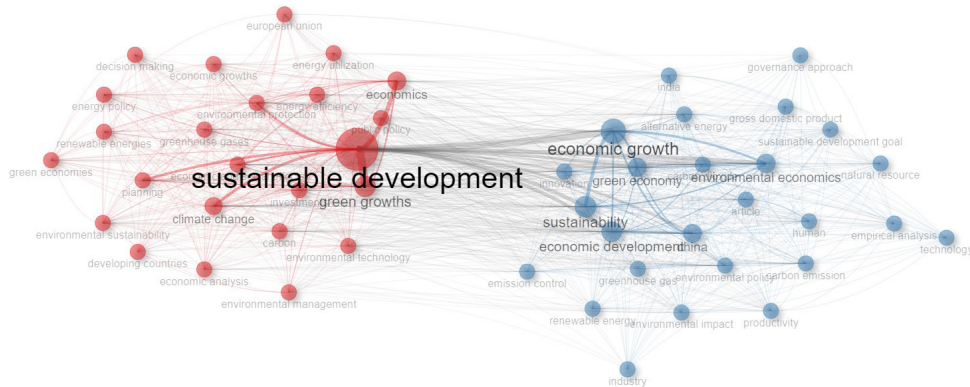 european union
decision making
economic growths
energy utilization
governance approach
india
economics
energy policy
environmental protection
energy efficiency
gross domestic product
alternative energy
public policy
renewable energies
greenhouse gases
sustainable development goal
economic growth
green economies
planning
sustainable development
innovation
green economy
environmental economics
natural resource
investments
green growths
climate change
article
sustainability
environmental sustainability
carbon
human
empirical analysis
economic development
china
technology
developing countries
environmental technology
economic analysis
emission control
greenhouse gas
environmental policy
carbon emission
environmental management
renewable energy
environmental impact
productivity
industry